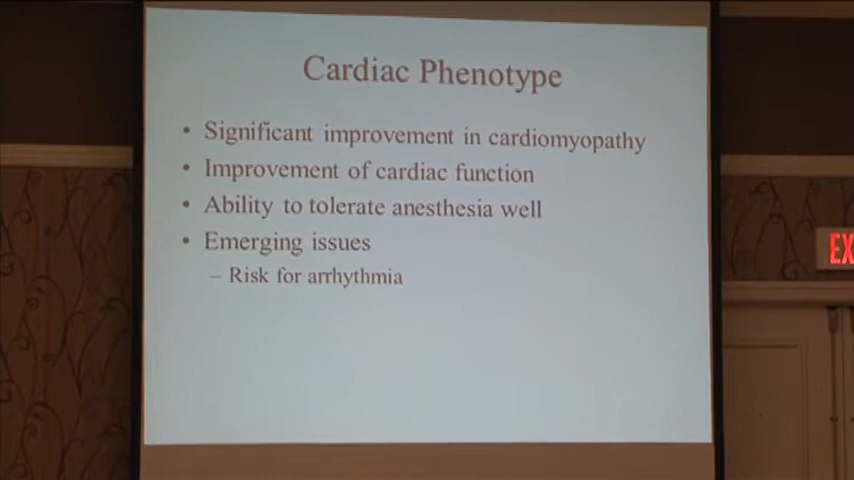 Cardiac Phenotype
• Significant improvement in cardiomyopathy
• Improvement of cardiac function
• Ability to tolerate anesthesia well
• Emerging issues
– Risk for arrhythmia
EX